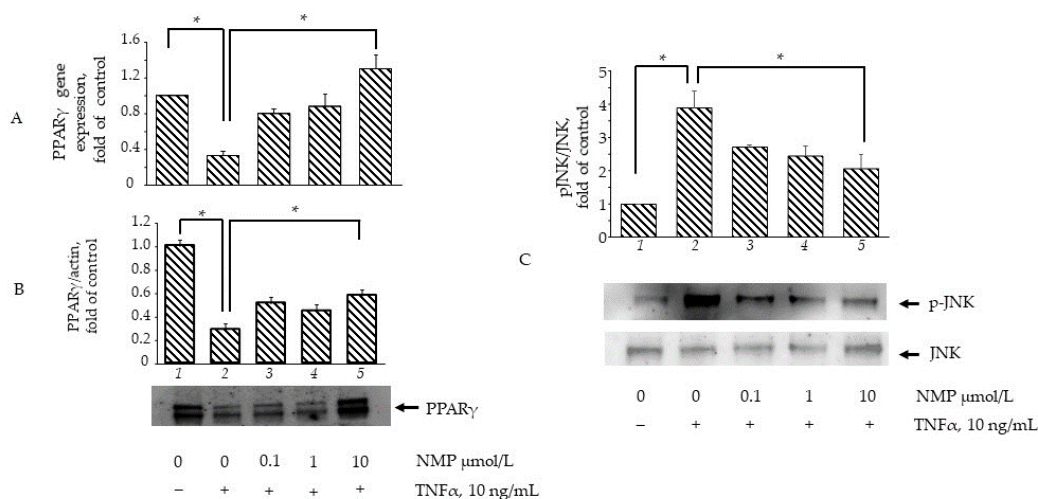 A
PPARγ gene
expression,
fold of control
1.6
1.2
0.8
0.4
0
*
*
B
PPARγ/actin,
fold of control
1.2
1.0
0.8
0.6
0.4
0.2
0
*
*
1 2 3 4 5
PPARγ
0 0 0.1 1 10 NMP µmol/L
– + + + + TNFα, 10 ng/mL
C
pJNK/JNK,
fold of control
5
4
3
2
1
0
*
*
1 2 3 4 5
p-JNK
JNK
0 0 0.1 1 10 NMP µmol/L
– + + + + TNFα, 10 ng/mL